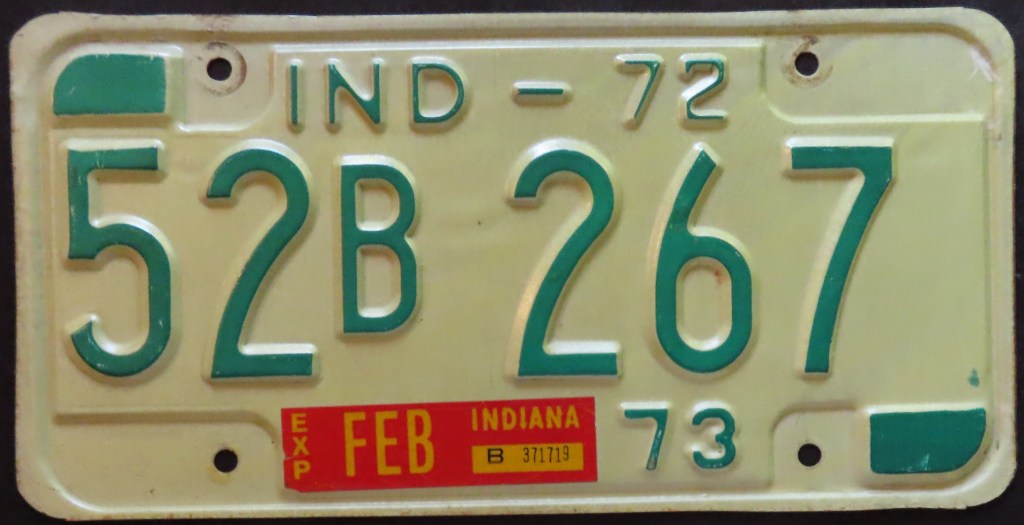 IND - 72
52B 267
EXP FEB INDIANA 73
B 371719